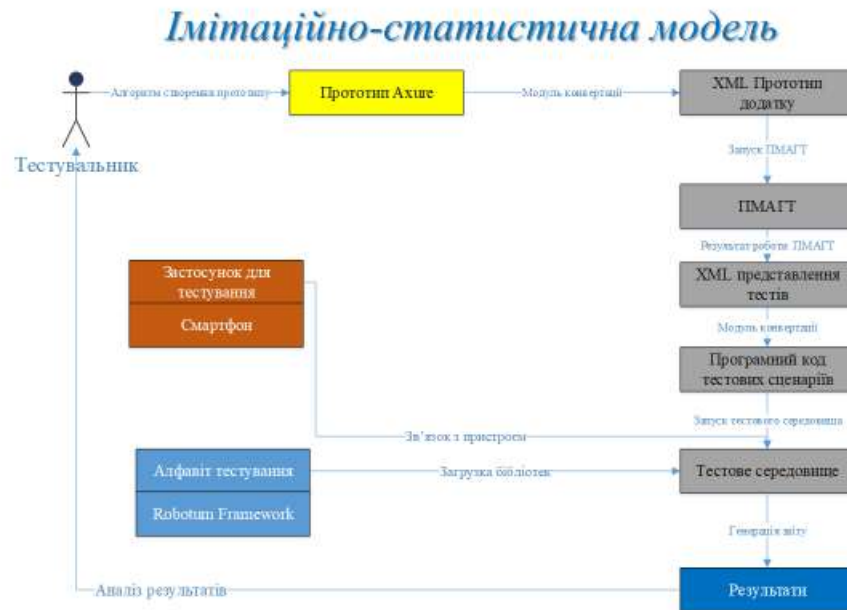 Імітаційно-статистична модель
Алгоритм створення прототипу
Прототип Axure
Модуль конвертації
XML Прототип
додатку
Тестувальник
Запуск ПМАГТ
ПМАГТ
Результат роботи ПМАГТ
Застосунок для
тестування
XML представлення
тестів
Смартфон
Модуль конвертації
Програмний код
тестових сценаріїв
Запуск тестового середовища
Зв'язок з пристроєм
Алфавіт тестування
Загрузка бібліотек
Тестове середовище
Robotum Framework
Генерація звіту
Аналіз результатів
Результати